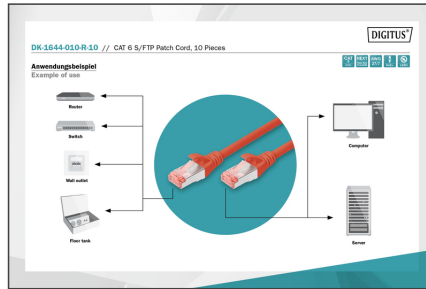 DIGITUS®
DK-1644-010-R-10 // CAT 6 S/FTP Patch Cord, 10 Pieces
Anwendungsbeispiel
Example of use
Router
Switch
Wall outlet
Floor tank
Computer
Server